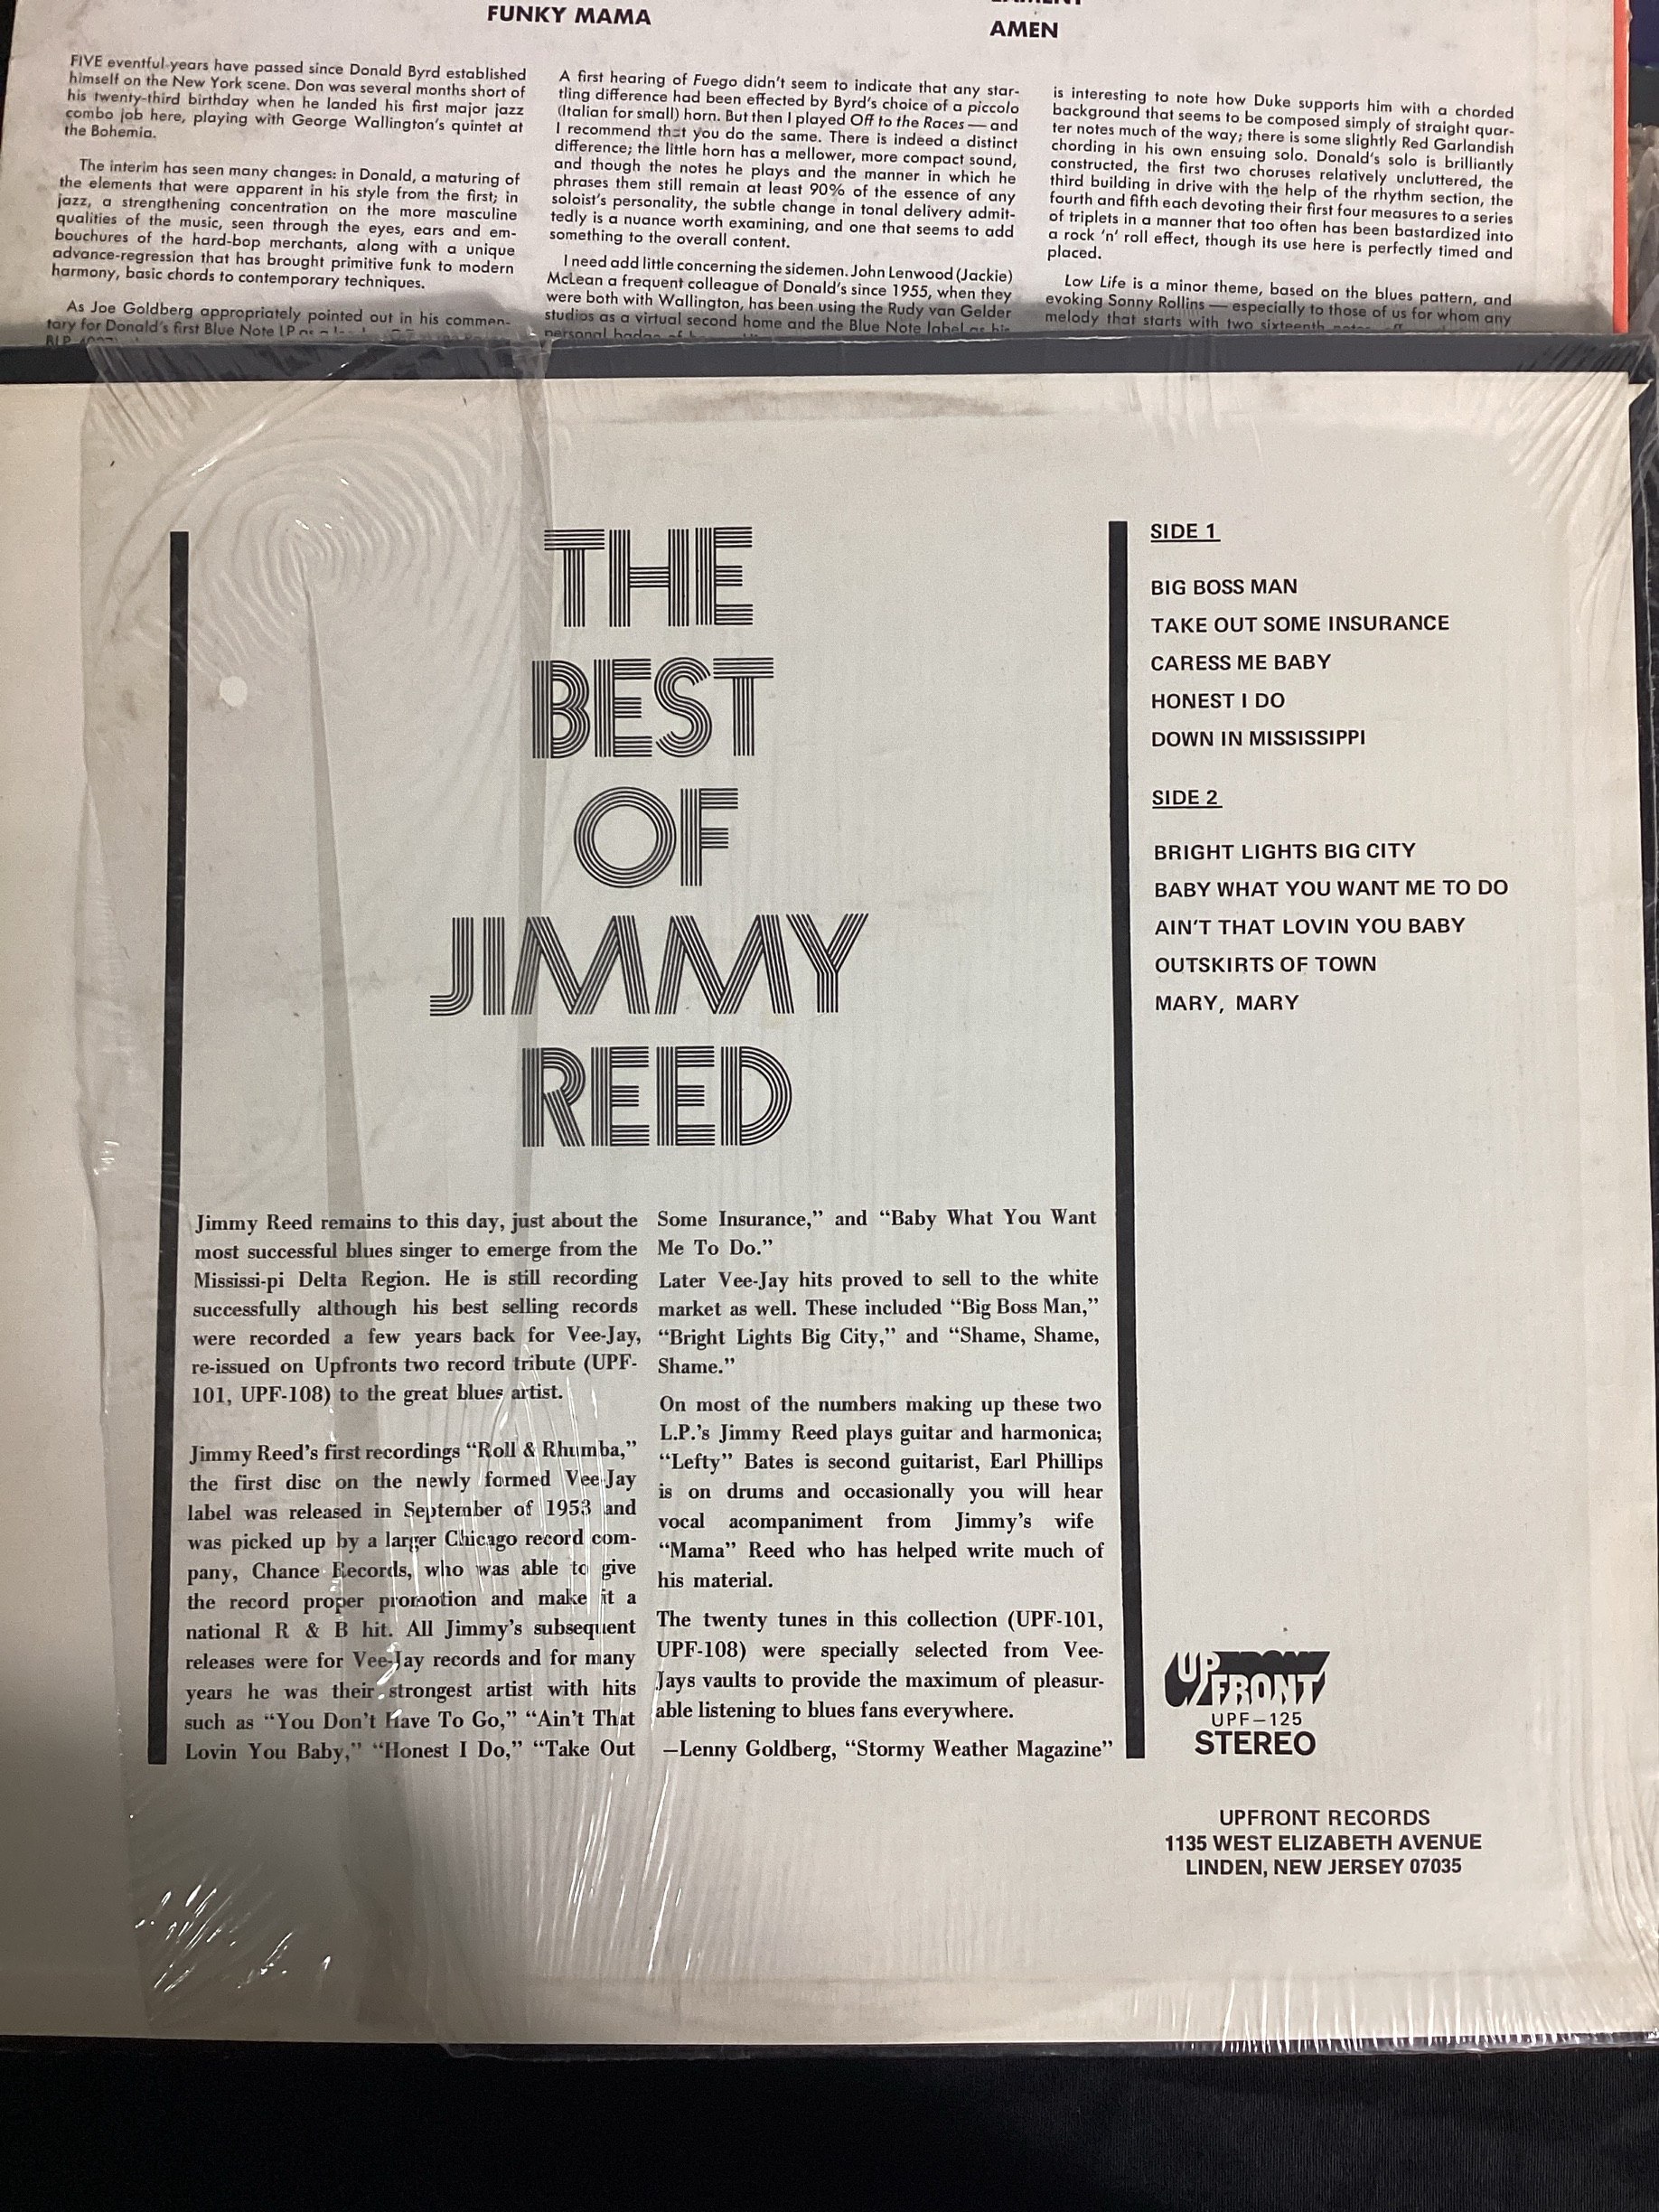 FUNKY MAMA
AMEN
FIVE eventful years have passed since Donald Byrd established
himself on the New York scene. Don was several months short of
his twenty-third birthday when he landed his first major jazz
combo job here, playing with George Wallington's quintet at
the Bohemia.
The interim has seen many changes: in Donald, a maturing of
the elements that were apparent in his style from the first; in
jazz, a strengthening concentration on the more masculine
qualities of the music, seen through the eyes, ears and em-
bouchures of the hard-bop merchants, along with a unique
advance-regression that has brought primitive funk to modern
harmony, basic chords to contemporary techniques.
As Joe Goldberg appropriately pointed out in his commen-
tary for Donald's first Blue Note LP as a
A first hearing of Fuego didn't seem to indicate that any star-
tling difference had been effected by Byrd's choice of a piccolo
(Italian for small) horn. But then I played Off to the Races — and
I recommend that you do the same. There is indeed a distinct
difference; the little horn has a mellower, more compact sound,
and though the notes he plays and the manner in which he
phrases them still remain at least 90% of the essence of any
soloist's personality, the subtle change in tonal delivery admit-
tedly is a nuance worth examining, and one that seems to add
something to the overall content.
I need add little concerning the sidemen. John Lenwood (Jackie)
McLean a frequent colleague of Donald's since 1955, when they
were both with Wallington, has been using the Rudy van Gelder
studios as a virtual second home and the Blue Note label as his
personal badge of
is interesting to note how Duke supports him with a chorded
background that seems to be composed simply of straight quar-
ter notes much of the way; there is some slightly Red Garlandish
chording in his own ensuing solo. Donald's solo is brilliantly
constructed, the first two choruses relatively uncluttered, the
third building in drive with the help of the rhythm section, the
fourth and fifth each devoting their first four measures to a series
of triplets in a manner that too often has been bastardized into
a rock 'n' roll effect, though its use here is perfectly timed and
placed.
Low Life is a minor theme, based on the blues pattern, and
evoking Sonny Rollins — especially to those of us for whom any
melody that starts with two sixteenth notes
THE
BEST
OF
JIMMY
REED
Jimmy Reed remains to this day, just about the
most successful blues singer to emerge from the
Mississi-pi Delta Region. He is still recording
successfully although his best selling records
were recorded a few years back for Vee-Jay,
re-issued on Upfronts two record tribute (UPF-
101, UPF-108) to the great blues artist.
Jimmy Reed's first recordings “Roll & Rhumba,”
the first disc on the newly formed Vee-Jay
label was released in September of 1953 and
was picked up by a larger Chicago record com-
pany, Chance Records, who was able to give
the record proper promotion and make it a
national R & B hit. All Jimmy's subsequent
releases were for Vee-Jay records and for many
years he was their strongest artist with hits
such as “You Don't Have To Go,” “Ain't That
Lovin You Baby,” “Honest I Do,” “Take Out
Some Insurance,” and “Baby What You Want
Me To Do.”
Later Vee-Jay hits proved to sell to the white
market as well. These included “Big Boss Man,”
“Bright Lights Big City,” and “Shame, Shame,
Shame.”
On most of the numbers making up these two
L.P.'s Jimmy Reed plays guitar and harmonica;
“Lefty” Bates is second guitarist, Earl Phillips
is on drums and occasionally you will hear
vocal acompaniment from Jimmy's wife
“Mama” Reed who has helped write much of
his material.
The twenty tunes in this collection (UPF-101,
UPF-108) were specially selected from Vee-
Jays vaults to provide the maximum of pleasur-
able listening to blues fans everywhere.
—Lenny Goldberg, “Stormy Weather Magazine”
SIDE 1
BIG BOSS MAN
TAKE OUT SOME INSURANCE
CARESS ME BABY
HONEST I DO
DOWN IN MISSISSIPPI
SIDE 2
BRIGHT LIGHTS BIG CITY
BABY WHAT YOU WANT ME TO DO
AIN'T THAT LOVIN YOU BABY
OUTSKIRTS OF TOWN
MARY, MARY
UP
FRONT
UPF—125
STEREO
UPFRONT RECORDS
1135 WEST ELIZABETH AVENUE
LINDEN, NEW JERSEY 07035